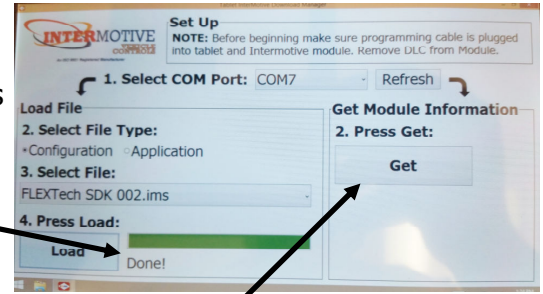 INTERMOTIVE
Set Up
NOTE: Before beginning make sure programming cable is plugged
into tablet and Intermotive module. Remove DLC from Module.
1. Select COM Port: COM7 Refresh
s
Load File
Get Module Information
2. Select File Type:
2. Press Get:
Configuration Application
3. Select File:
Get
FLEXTech SDK 002.ims
4. Press Load:
Load
Done!